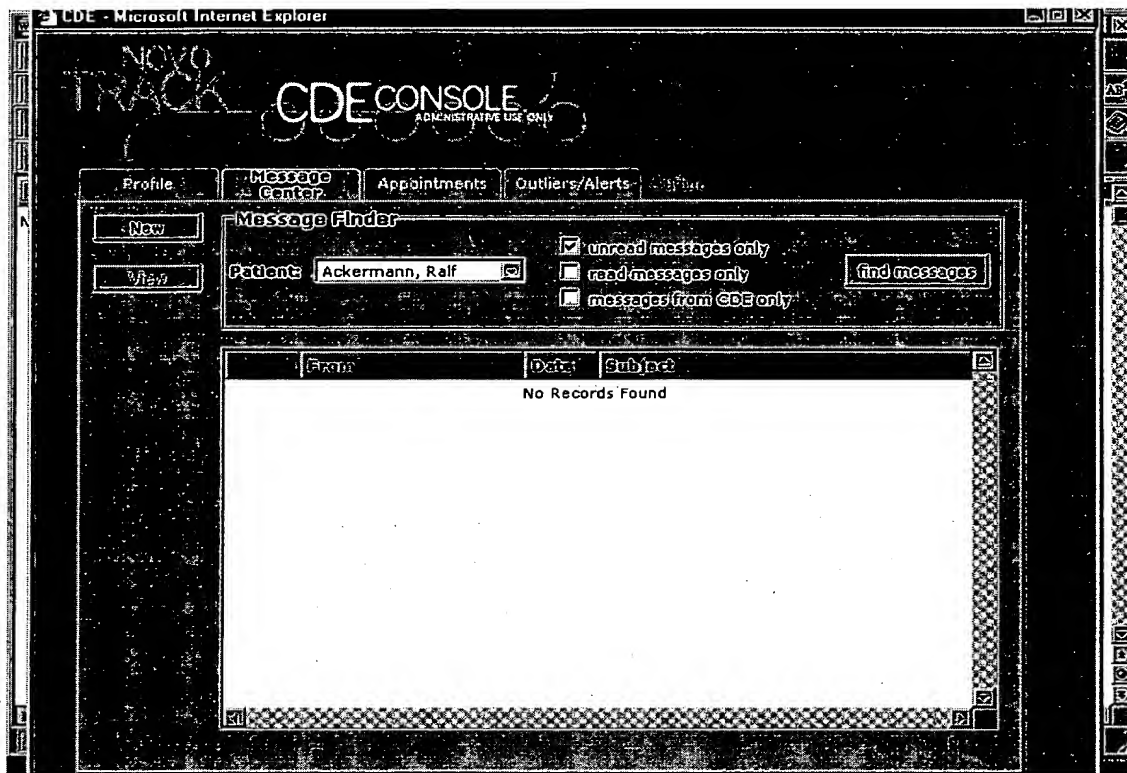 CDE - Microsoft Internet Explorer
NOVO
TRACK
CDE CONSOLE
ADMINISTRATIVE USE ONLY
Profile
Message Center
Appointments
Outliers/Alerts
New
View
Message Finder
Patient:
Ackermann, Ralf
unread messages only
read messages only
messages from CDE only
find messages
From
Date
Subject
No Records Found